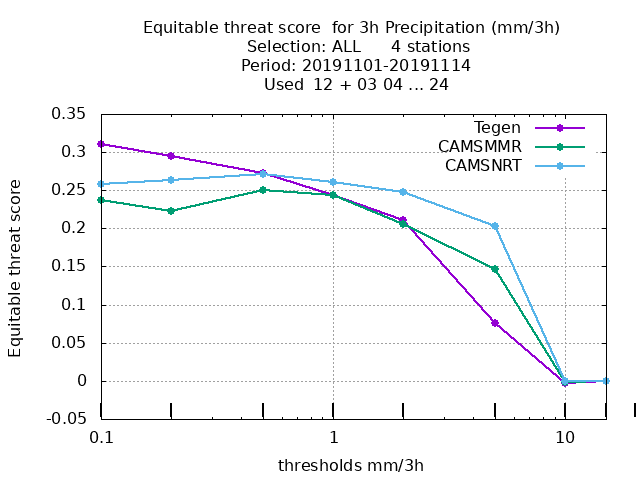 Equitable threat score  for 3h Precipitation (mm/3h)
Selection: ALL      4 stations
Period: 20191101-20191114
Used  12 + 03 04 ... 24
Tegen
CAMSMMR
CAMSNRT
Equitable threat score
0.35
0.3
0.25
0.2
0.15
0.1
0.05
0
-0.05
0.1 1 10
thresholds mm/3h